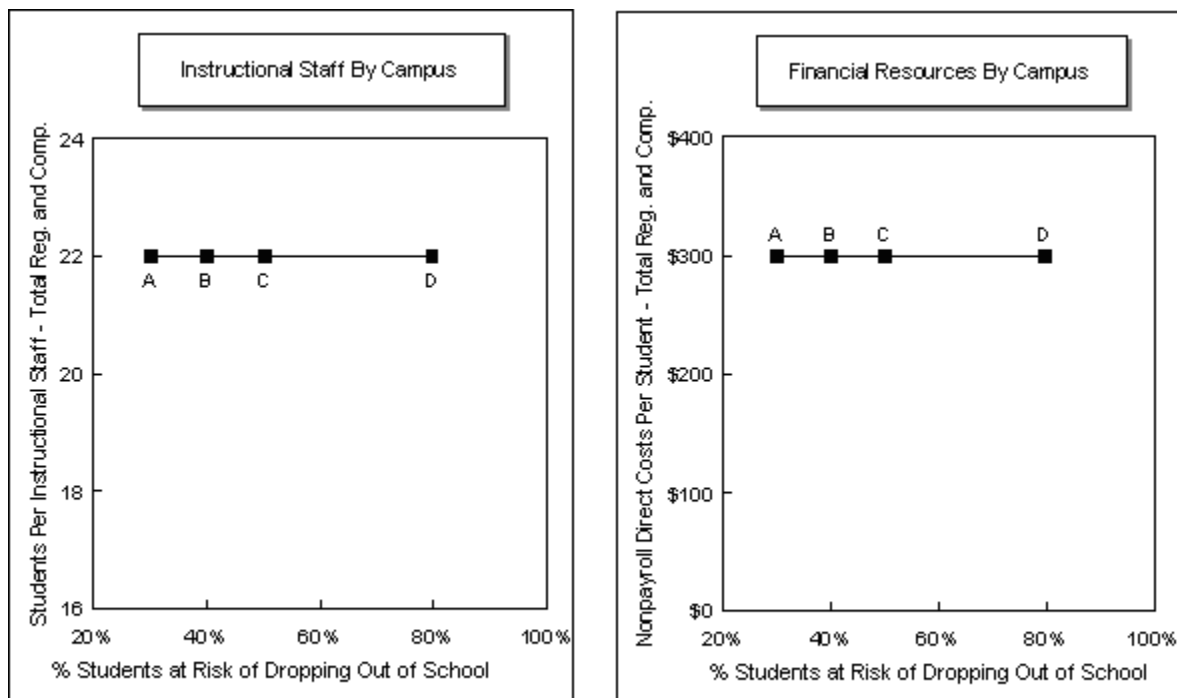 Instructional Staff By Campus
Students Per Instructional Staff - Total Reg. and Comp.
24
22
20
18
16
A B C D
20% 40% 60% 80% 100%
% Students at Risk of Dropping Out of School
Financial Resources By Campus
Nonpayroll Direct Costs Per Student - Total Reg. and Comp.
$400
$300
$200
$100
$0
A B C D
20% 40% 60% 80% 100%
% Students at Risk of Dropping Out of School